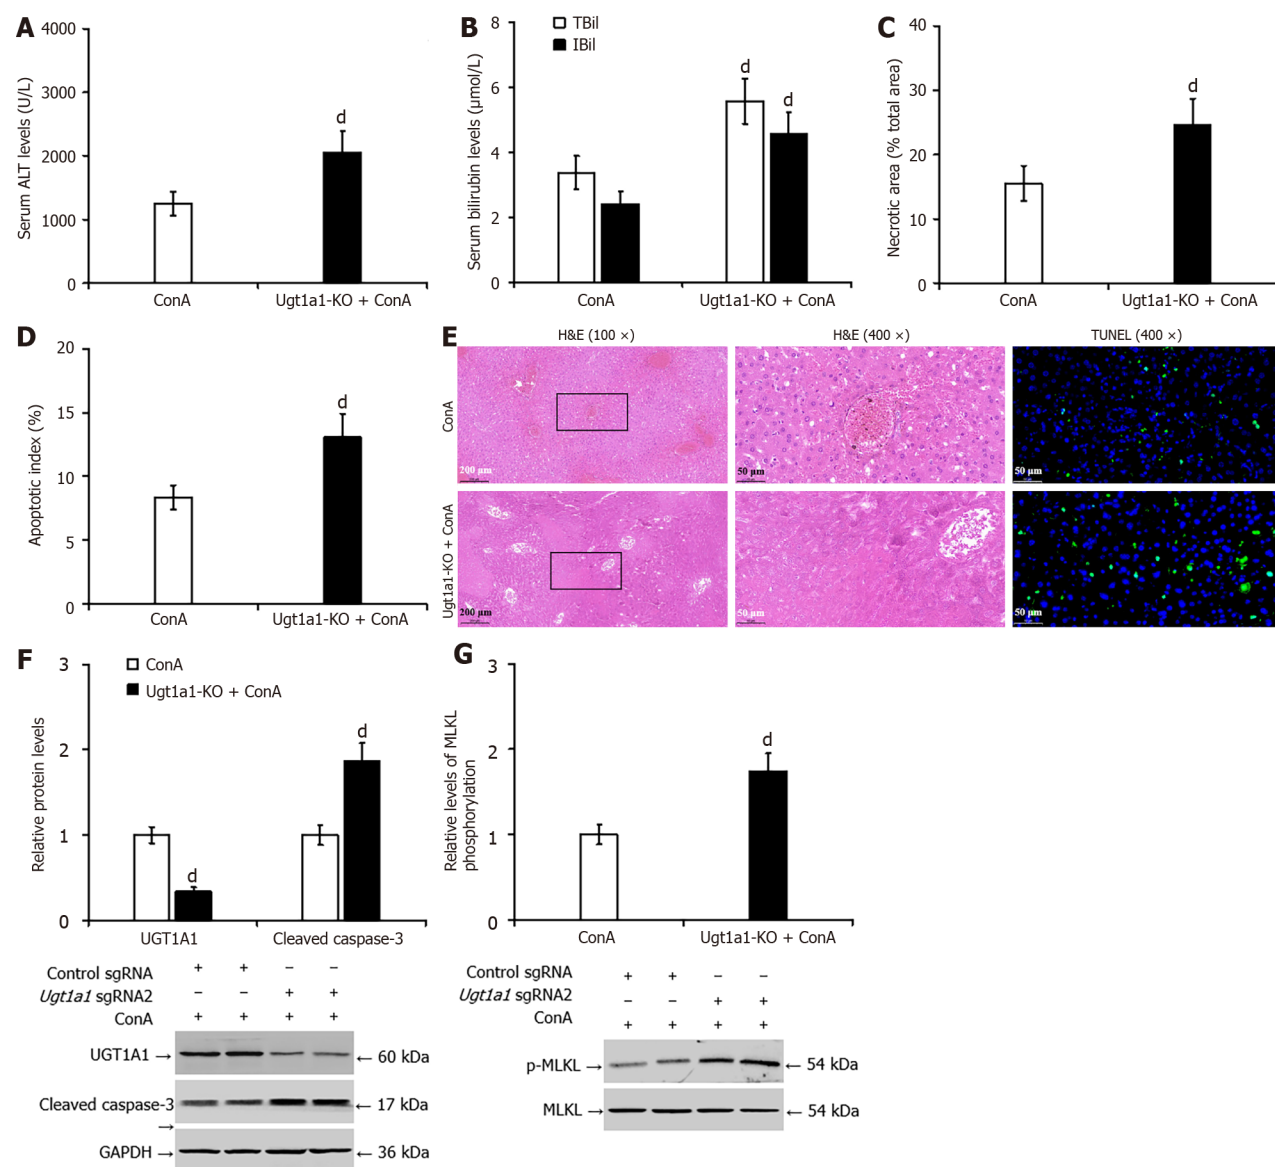 A
Serum ALT levels (U/L)
4000
3000
2000
1000
0
d
ConA
Ugt1a1-KO + ConA
B
Serum bilirubin levels (μmol/L)
8
6
4
2
0
TBil
IBil
d
d
ConA
Ugt1a1-KO + ConA
C
Necrotic area (% total area)
40
30
20
10
0
d
ConA
Ugt1a1-KO + ConA
D
Apoptotic index (%)
20
15
10
5
0
d
ConA
Ugt1a1-KO + ConA
E
H&E (100 ×)
H&E (400 ×)
TUNEL (400 ×)
ConA
200 μm
50 μm
50 μm
Ugt1a1-KO + ConA
200 μm
50 μm
50 μm
F
Relative protein levels
3
2
1
0
ConA
Ugt1a1-KO + ConA
d
d
UGT1A1
Cleaved caspase-3
Control sgRNA + + − −
Ugt1a1 sgRNA2 − − + +
ConA + + + +
UGT1A1 → ← 60 kDa
Cleaved caspase-3 → ← 17 kDa
GAPDH → ← 36 kDa
G
Relative levels of MLKL
phosphorylation
3
2
1
0
d
ConA
Ugt1a1-KO + ConA
Control sgRNA + + − −
Ugt1a1 sgRNA2 − − + +
ConA + + + +
p-MLKL → ← 54 kDa
MLKL → ← 54 kDa